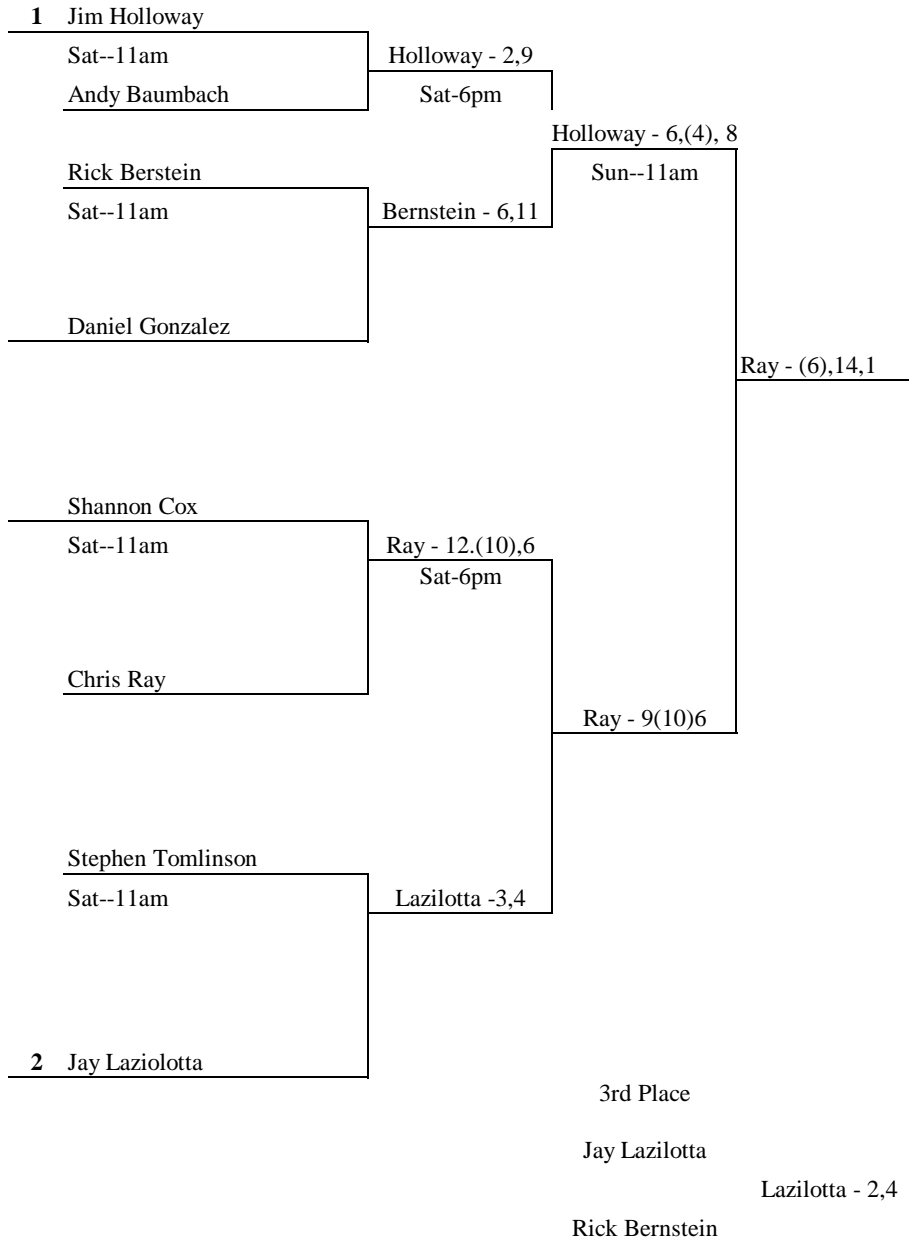 1 Jim Holloway
Sat--11am Holloway - 2,9
Andy Baumbach Sat-6pm
Holloway - 6,(4), 8
Rick Berstein Sun--11am
Sat--11am Bernstein - 6,11
Daniel Gonzalez
Ray - (6),14,1
Shannon Cox
Sat--11am Ray - 12.(10),6
Sat-6pm
Chris Ray
Ray - 9(10)6
Stephen Tomlinson
Sat--11am Lazilotta -3,4
2 Jay Laziolotta
3rd Place
Jay Lazilotta
Lazilotta - 2,4
Rick Bernstein